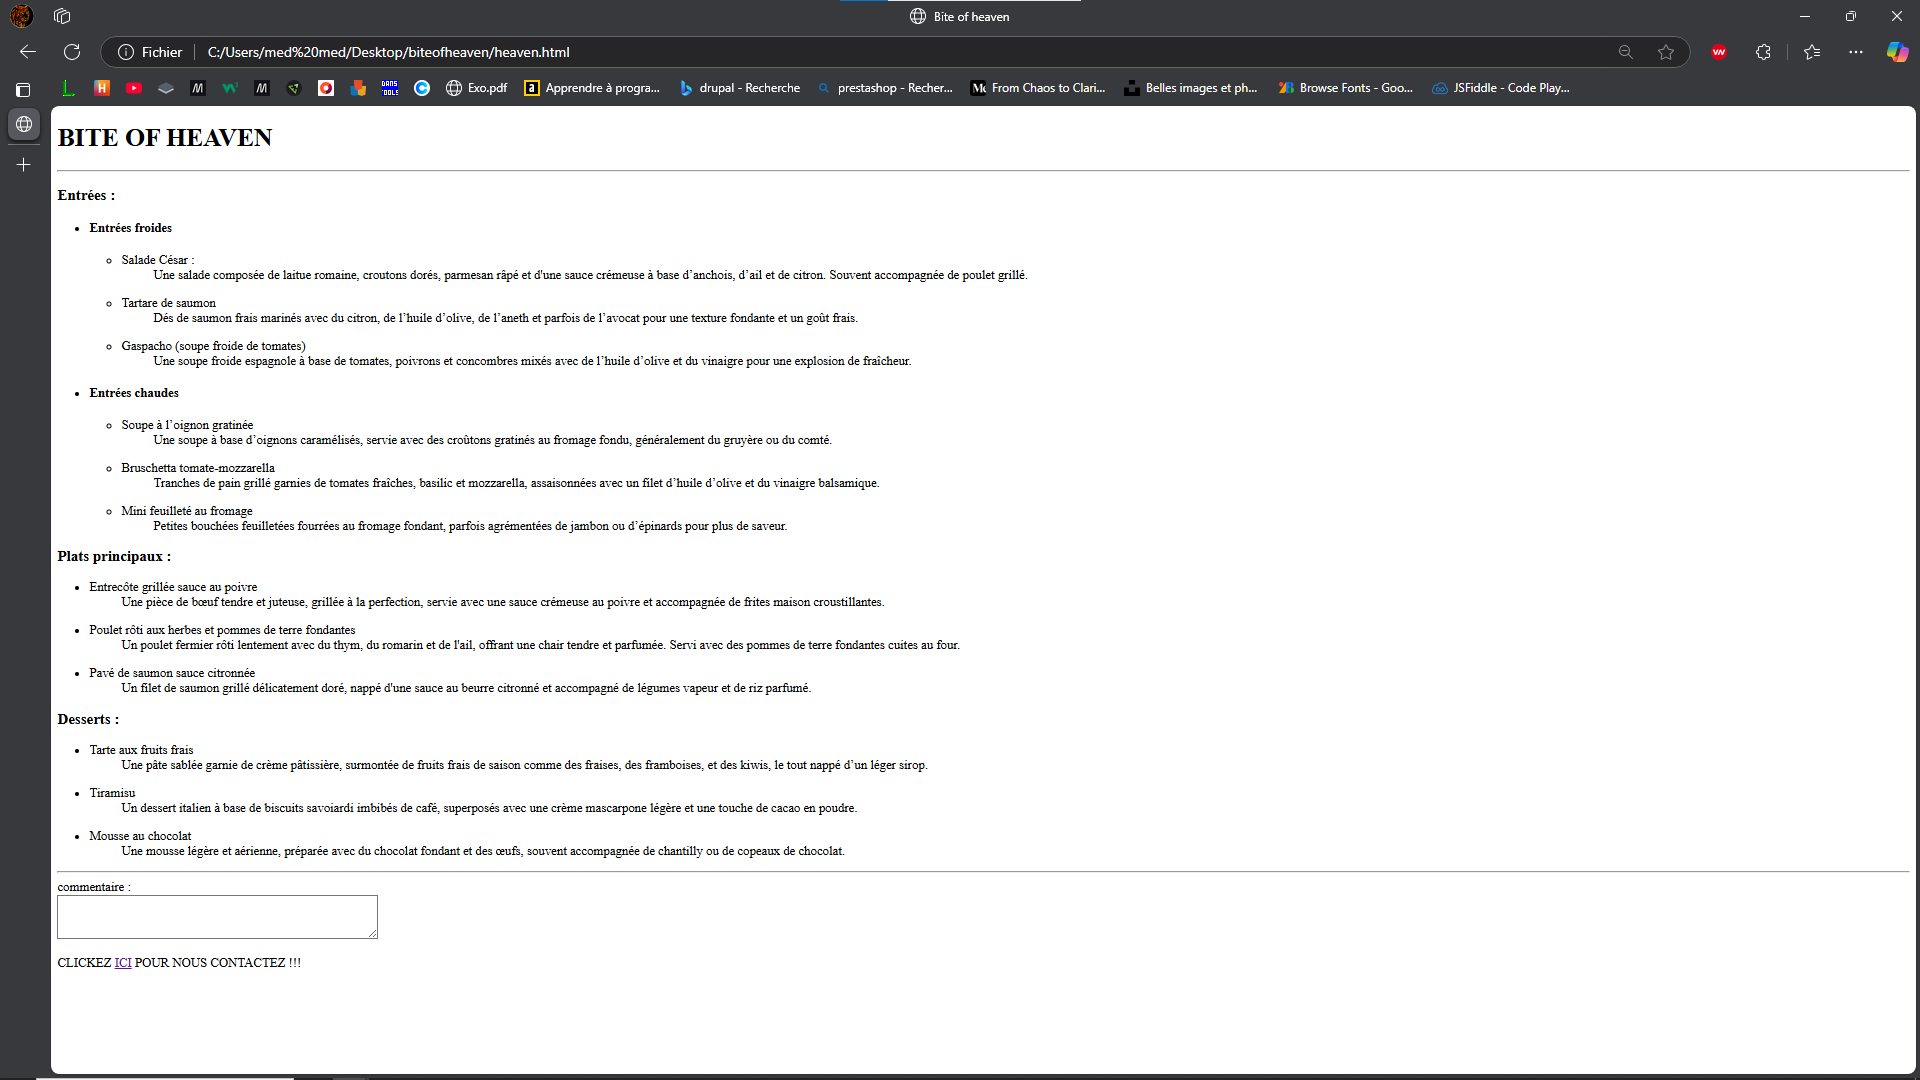 Bite of heaven
Fichier C:/Users/med%20med/Desktop/biteofheaven/heaven.html
Exo.pdf Apprendre à progra... drupal - Recherche prestashop - Recher... From Chaos to Clari... Belles images et ph... Browse Fonts - Goo... JSFiddle - Code Play...
BITE OF HEAVEN
Entrées :
Entrées froides
Salade César :
Une salade composée de laitue romaine, croutons dorés, parmesan râpé et d'une sauce crémeuse à base d’anchois, d’ail et de citron. Souvent accompagnée de poulet grillé.
Tartare de saumon
Dés de saumon frais marinés avec du citron, de l’huile d’olive, de l’aneth et parfois de l’avocat pour une texture fondante et un goût frais.
Gaspacho (soupe froide de tomates)
Une soupe froide espagnole à base de tomates, poivrons et concombres mixés avec de l’huile d’olive et du vinaigre pour une explosion de fraîcheur.
Entrées chaudes
Soupe à l’oignon gratinée
Une soupe à base d’oignons caramélisés, servie avec des croûtons gratinés au fromage fondu, généralement du gruyère ou du comté.
Bruschetta tomate-mozzarella
Tranches de pain grillé garnies de tomates fraîches, basilic et mozzarella, assaisonnées avec un filet d’huile d’olive et du vinaigre balsamique.
Mini feuilleté au fromage
Petites bouchées feuilletées fourrées au fromage fondant, parfois agrémentées de jambon ou d’épinards pour plus de saveur.
Plats principaux :
Entrecôte grillée sauce au poivre
Une pièce de bœuf tendre et juteuse, grillée à la perfection, servie avec une sauce crémeuse au poivre et accompagnée de frites maison croustillantes.
Poulet rôti aux herbes et pommes de terre fondantes
Un poulet fermier rôti lentement avec du thym, du romarin et de l'ail, offrant une chair tendre et parfumée. Servi avec des pommes de terre fondantes cuites au four.
Pavé de saumon sauce citronnée
Un filet de saumon grillé délicatement doré, nappé d'une sauce au beurre citronné et accompagné de légumes vapeur et de riz parfumé.
Desserts :
Tarte aux fruits frais
Une pâte sablée garnie de crème pâtissière, surmontée de fruits frais de saison comme des fraises, des framboises, et des kiwis, le tout nappé d’un léger sirop.
Tiramisu
Un dessert italien à base de biscuits savoiardi imbibés de café, superposés avec une crème mascarpone légère et une touche de cacao en poudre.
Mousse au chocolat
Une mousse légère et aérienne, préparée avec du chocolat fondant et des œufs, souvent accompagnée de chantilly ou de copeaux de chocolat.
commentaire :
CLICKEZ ICI POUR NOUS CONTACTEZ !!!